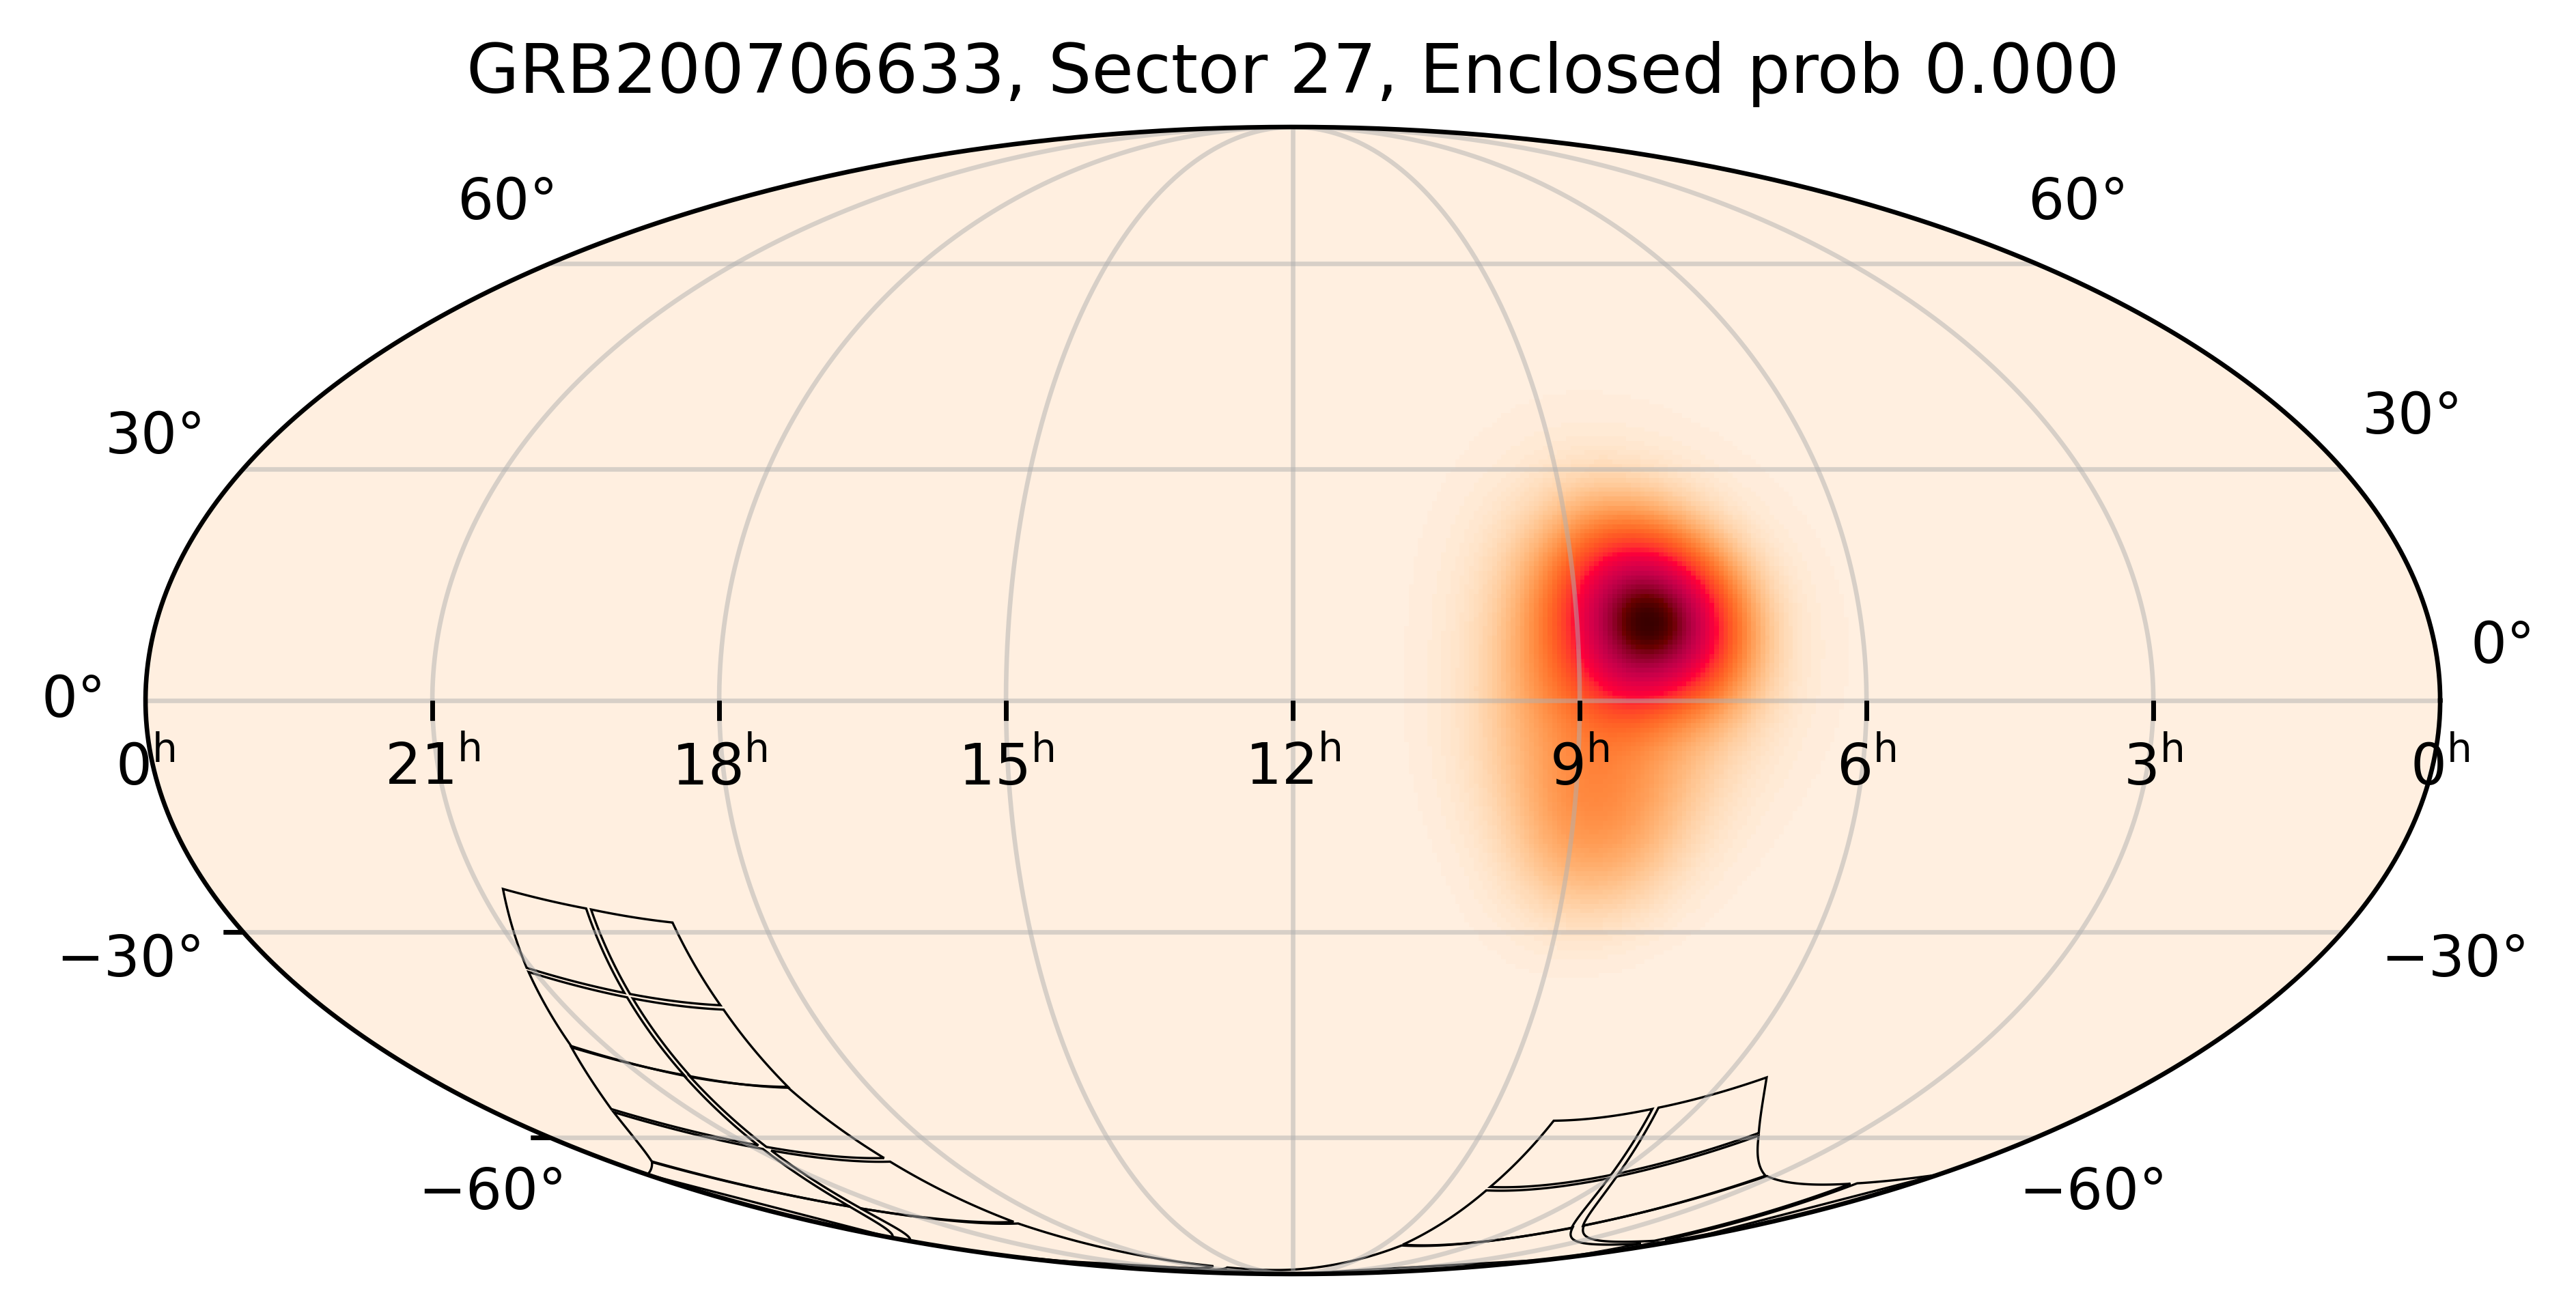 GRB200706633, Sector 27, Enclosed prob 0.000
60° 60°
30° 30°
0° 0°
0ʰ 21ʰ 18ʰ 15ʰ 12ʰ 9ʰ 6ʰ 3ʰ 0ʰ
−30° −30°
−60° −60°